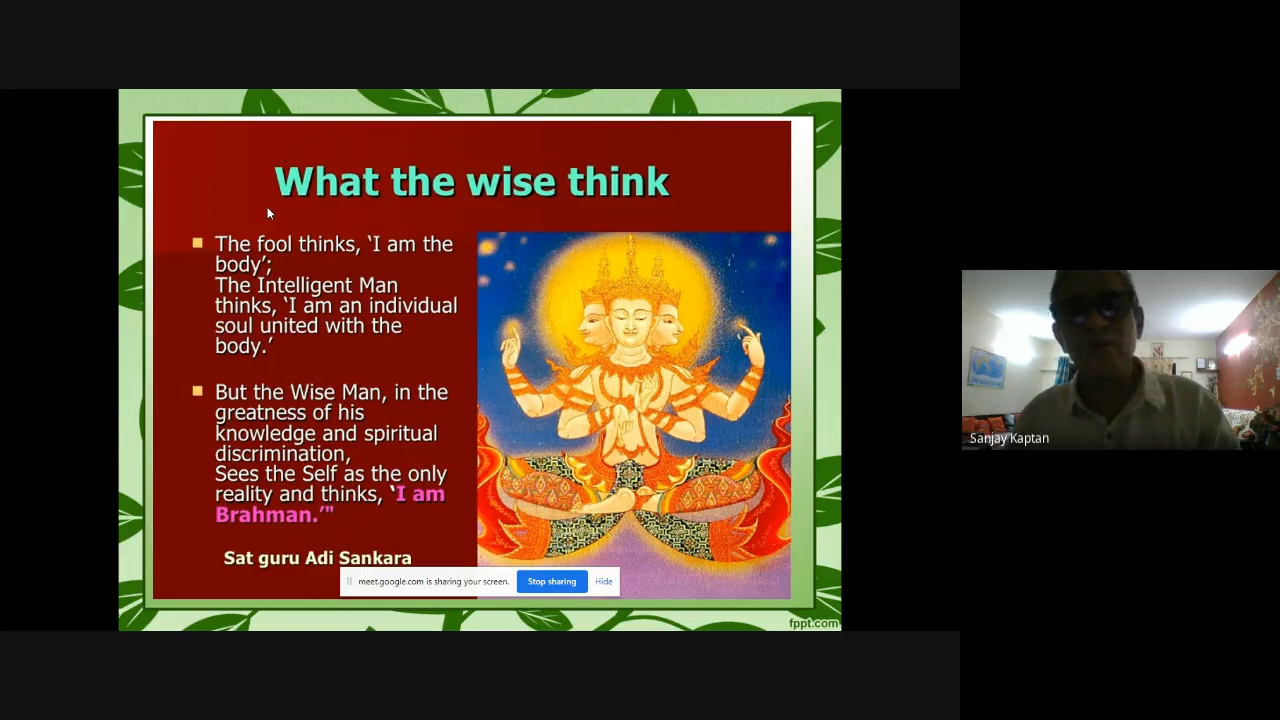 What the wise think
The fool thinks, ‘I am the
body’;
The Intelligent Man
thinks, ‘I am an individual
soul united with the
body.’
But the Wise Man, in the
greatness of his
knowledge and spiritual
discrimination,
Sees the Self as the only
reality and thinks, ‘I am
Brahman.’"
Sat guru Adi Sankara
meet.google.com is sharing your screen. Stop sharing Hide
fppt.com
Sanjay Kaptan